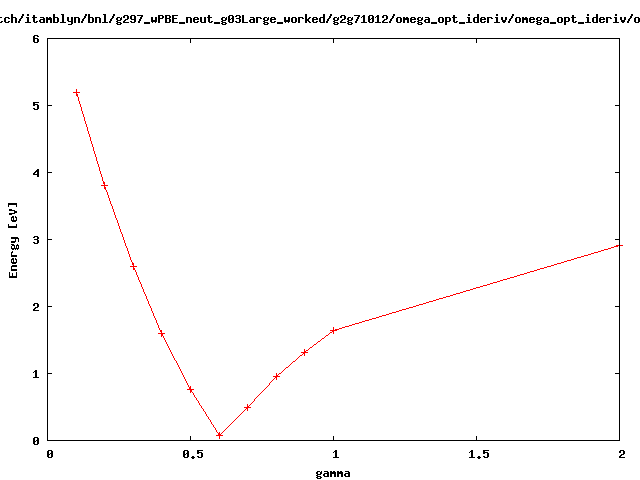 tch/itamblyn/bnl/g297_wPBE_neut_g03Large_worked/g2g71012/omega_opt_ideriv/omega_opt_ideriv/o
6
5
4
3
2
1
0
Energy [eV]
0 0.5 1 1.5 2
gamma